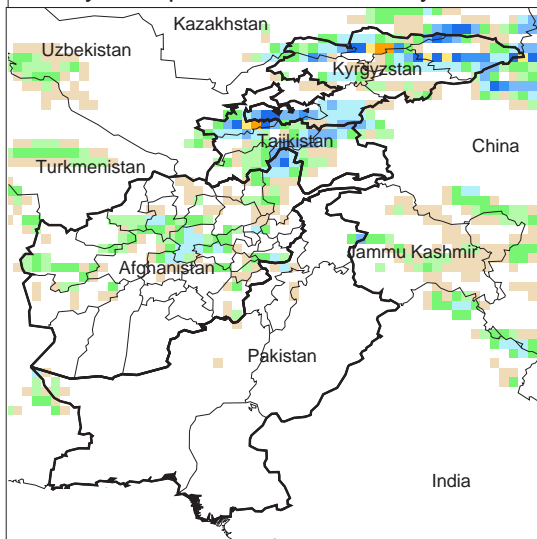 Kazakhstan
Uzbekistan
Kyrgyzstan
Tajikistan
China
Turkmenistan
Jammu Kashmir
Afghanistan
Pakistan
India